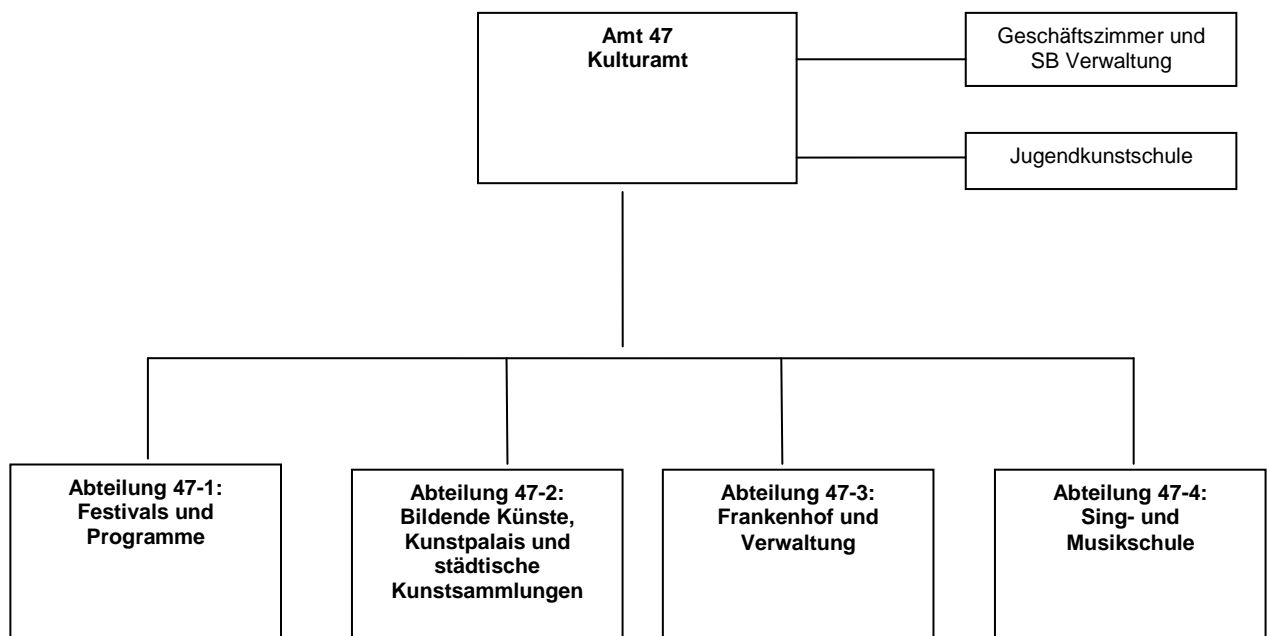 Amt 47
Kulturamt
Geschäftszimmer und
SB Verwaltung
Jugendkunstschule
Abteilung 47-1:
Festivals und
Programme
Abteilung 47-2:
Bildende Künste,
Kunstpalais und
städtische
Kunstsammlungen
Abteilung 47-3:
Frankenhof und
Verwaltung
Abteilung 47-4:
Sing- und
Musikschule